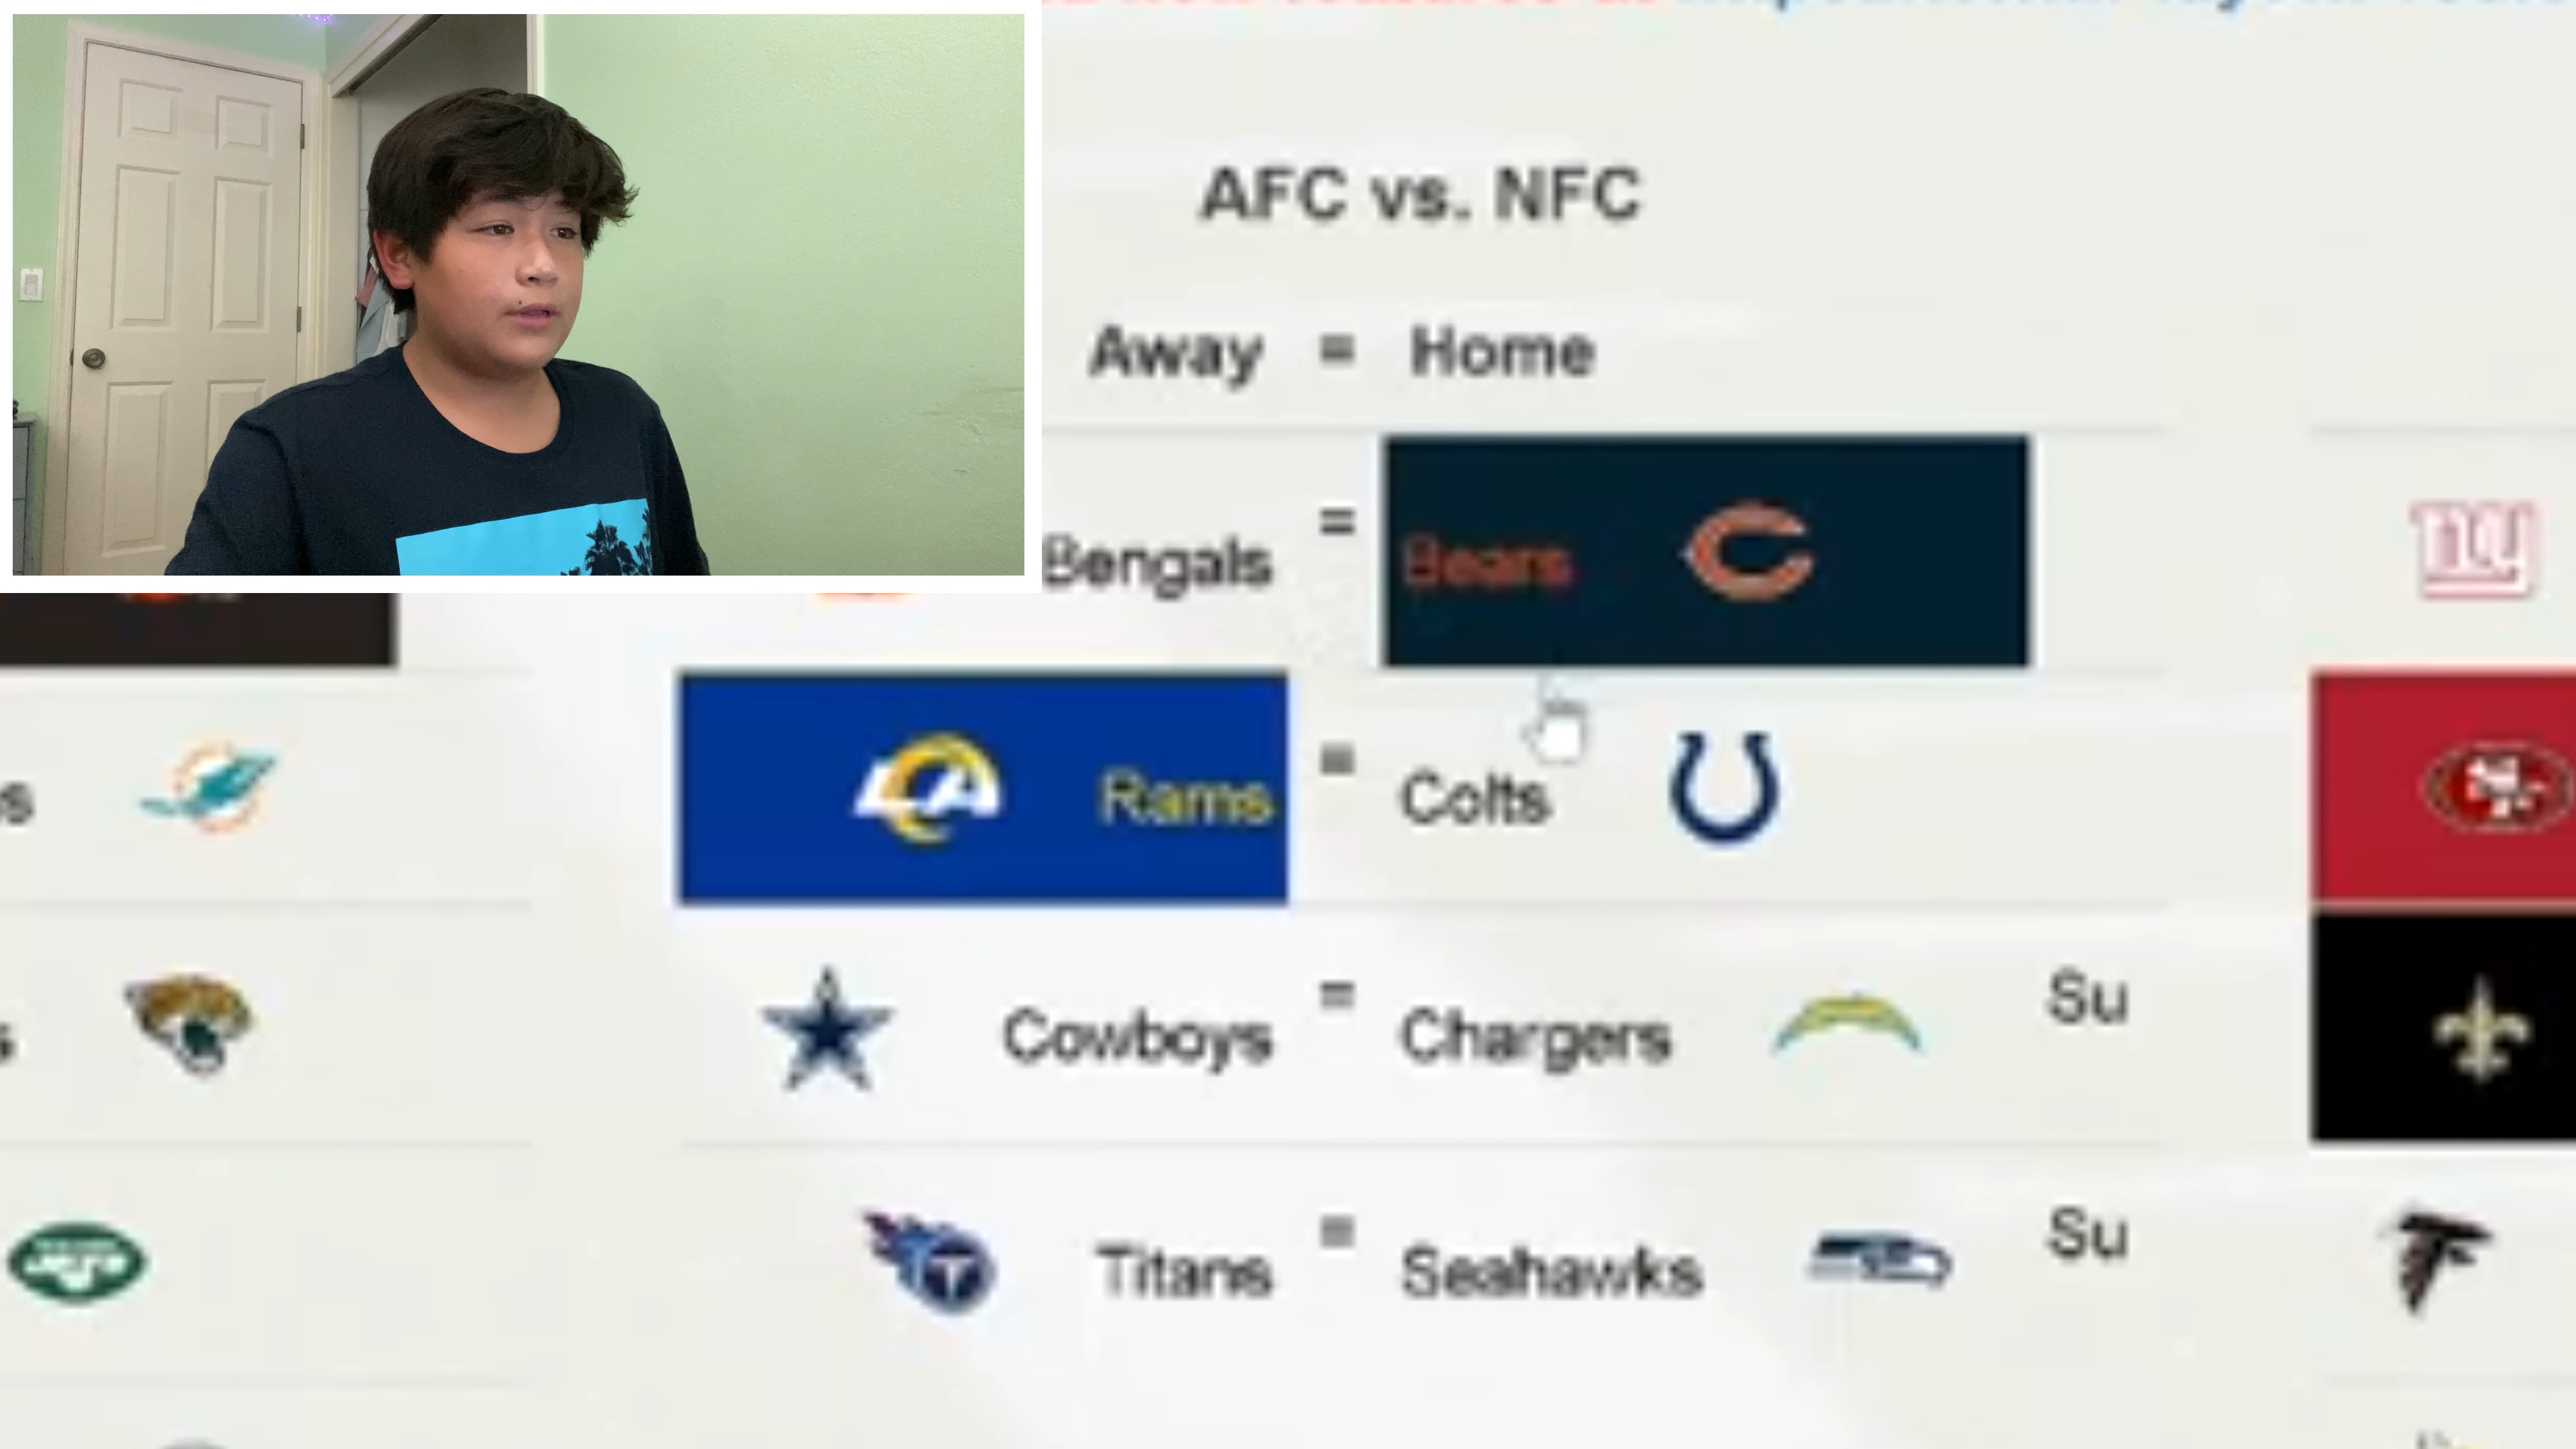 AFC vs. NFC
Away = Home
Bengals = Bears
Rams = Colts
Cowboys = Chargers Su
Titans = Seahawks Su